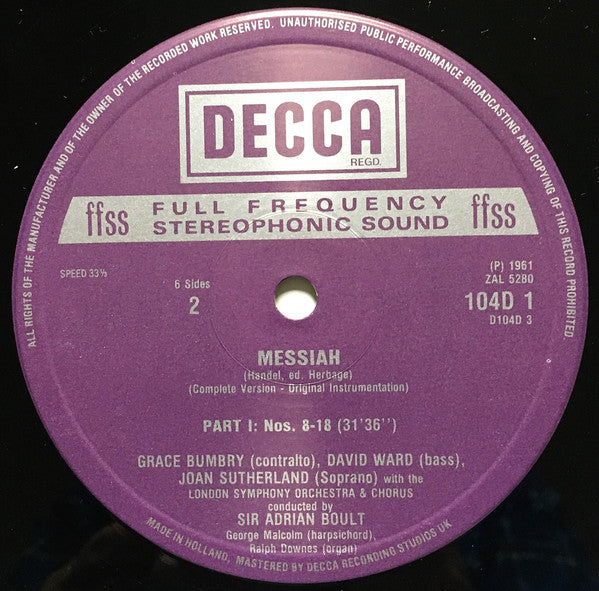 ALL RIGHTS OF THE MANUFACTURER AND OF THE OWNER OF THE RECORDED WORK RESERVED. UNAUTHORISED PUBLIC PERFORMANCE BROADCASTING AND COPYING OF THIS RECORD PROHIBITED
DECCA
REGD.
ffss FULL FREQUENCY STEREOPHONIC SOUND ffss
SPEED 33⅓
6 Sides
2
(P) 1961
ZAL 5280
104D 1
D104D 3
MESSIAH
(Handel, ed. Herbage)
(Complete Version - Original Instrumentation)
PART I: Nos. 8-18 (31'36'')
GRACE BUMBRY (contralto), DAVID WARD (bass),
JOAN SUTHERLAND (Soprano) with the
LONDON SYMPHONY ORCHESTRA & CHORUS
conducted by
SIR ADRIAN BOULT
George Malcolm (harpsichord),
Ralph Downes (organ)
MADE IN HOLLAND, MASTERED BY DECCA RECORDING STUDIOS UK